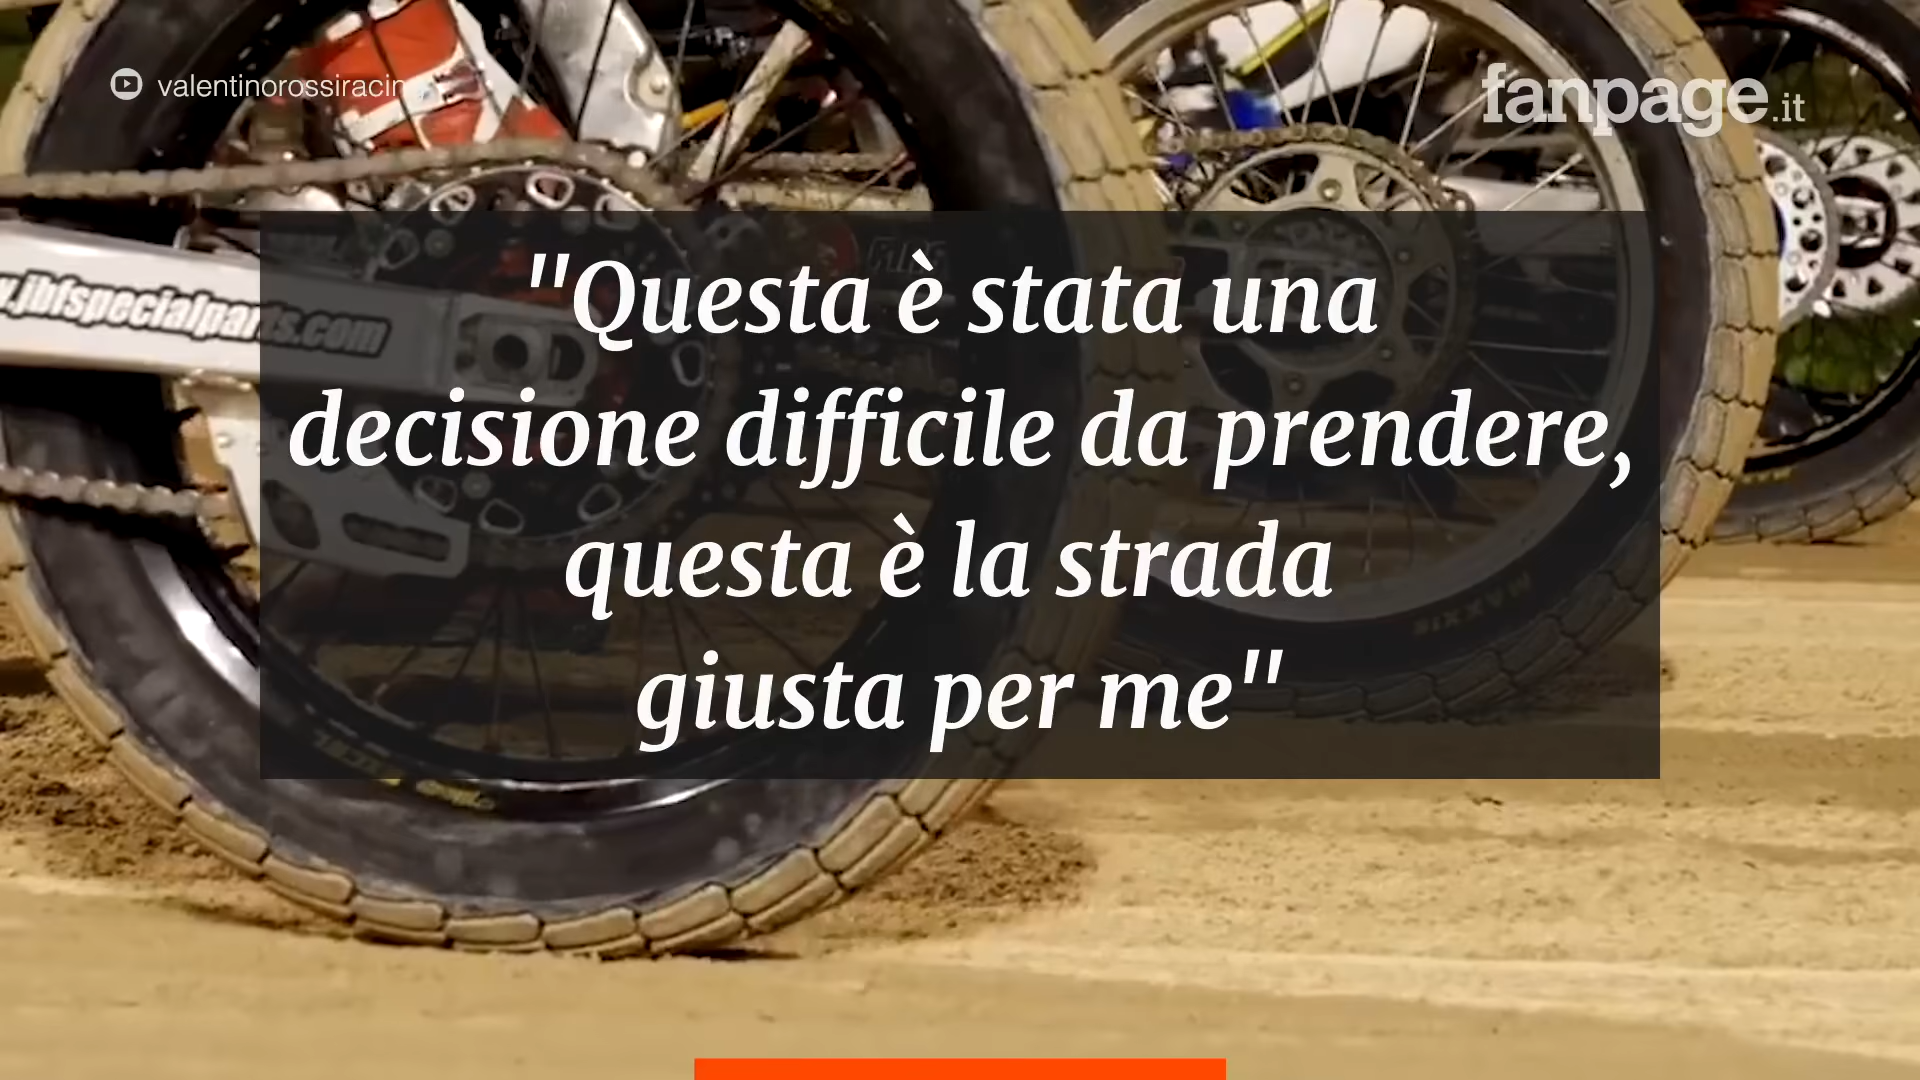 valentinorossiracin
fanpage.it
"Questa è stata una
decisione difficile da prendere,
questa è la strada
giusta per me"
.jbfspecialparts.com
MAXXIS